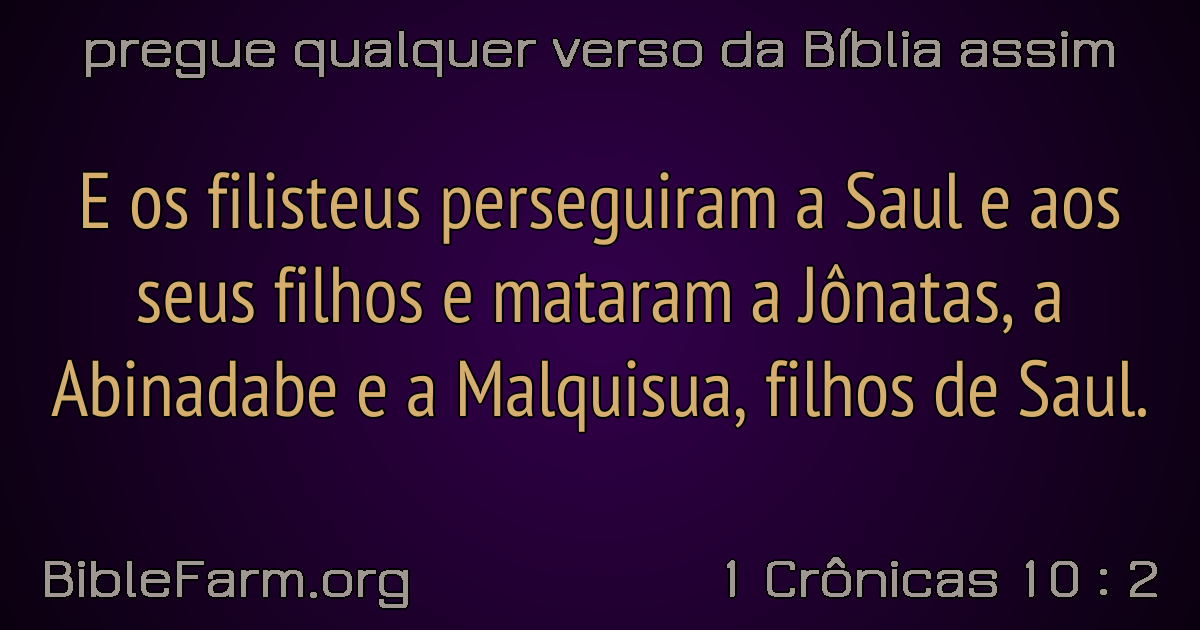 pregue qualquer verso da Bíblia assim
E os filisteus perseguiram a Saul e aos
seus filhos e mataram a Jônatas, a
Abinadabe e a Malquisua, filhos de Saul.
BibleFarm.org
1 Crônicas 10 : 2